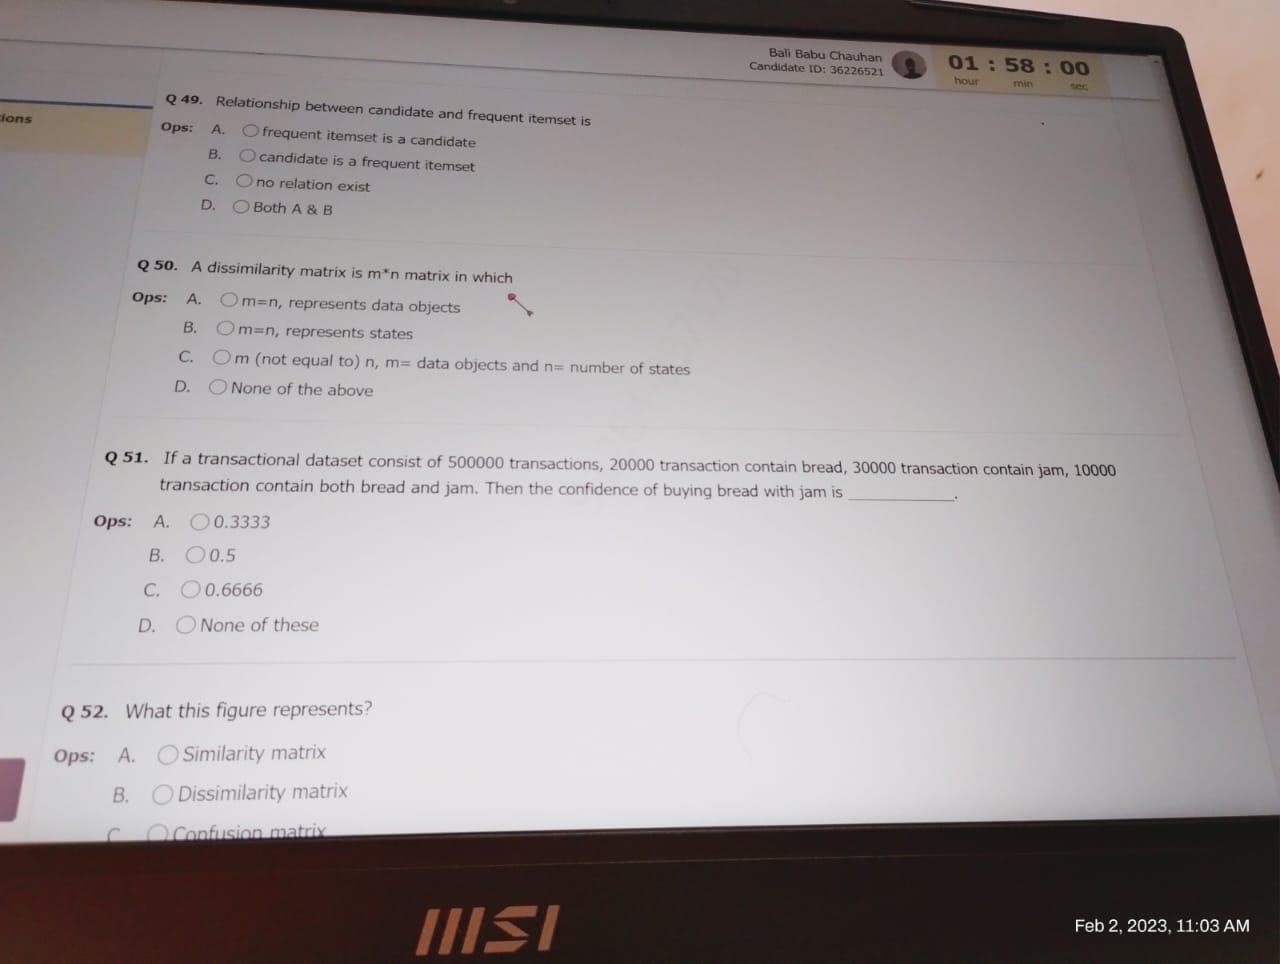 Bali Babu Chauhan
Candidate ID: 36226521
01 : 58 : 00
hour min sec
ions
Q 49. Relationship between candidate and frequent itemset is
Ops: A. frequent itemset is a candidate
B. candidate is a frequent itemset
C. no relation exist
D. Both A & B
Q 50. A dissimilarity matrix is m*n matrix in which
Ops: A. m=n, represents data objects
B. m=n, represents states
C. m (not equal to) n, m= data objects and n= number of states
D. None of the above
Q 51. If a transactional dataset consist of 500000 transactions, 20000 transaction contain bread, 30000 transaction contain jam, 10000
transaction contain both bread and jam. Then the confidence of buying bread with jam is ____________.
Ops: A. 0.3333
B. 0.5
C. 0.6666
D. None of these
Q 52. What this figure represents?
Ops: A. Similarity matrix
B. Dissimilarity matrix
C Confusion matrix
msi
Feb 2, 2023, 11:03 AM